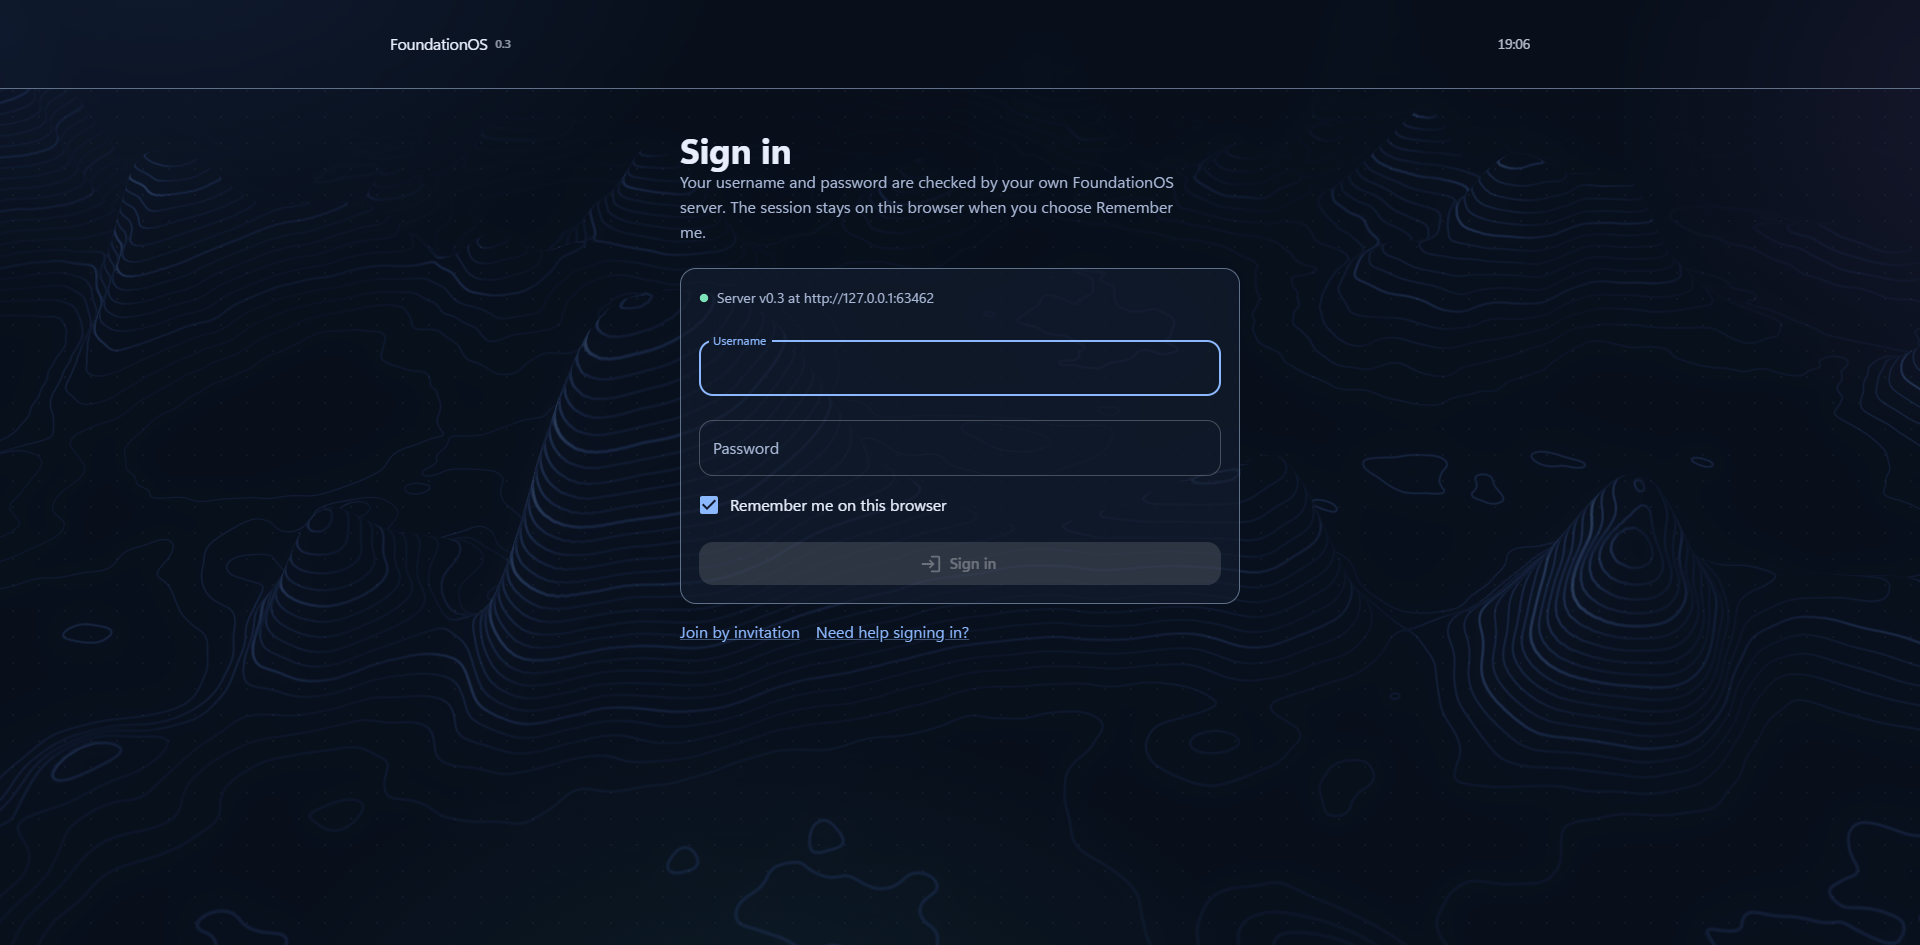 FoundationOS 0.3
19:06
Sign in
Your username and password are checked by your own FoundationOS
server. The session stays on this browser when you choose Remember
me.
Server v0.3 at http://127.0.0.1:63462
Username
Password
Remember me on this browser
Sign in
Join by invitation Need help signing in?